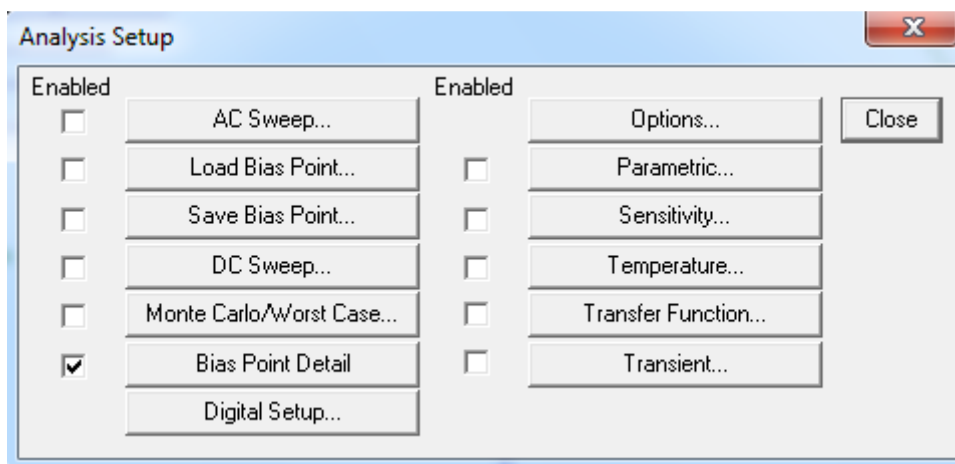 Analysis Setup
Enabled
AC Sweep...
Load Bias Point...
Save Bias Point...
DC Sweep...
Monte Carlo/Worst Case...
Bias Point Detail
Digital Setup...
Enabled
Options...
Parametric...
Sensitivity...
Temperature...
Transfer Function...
Transient...
Close